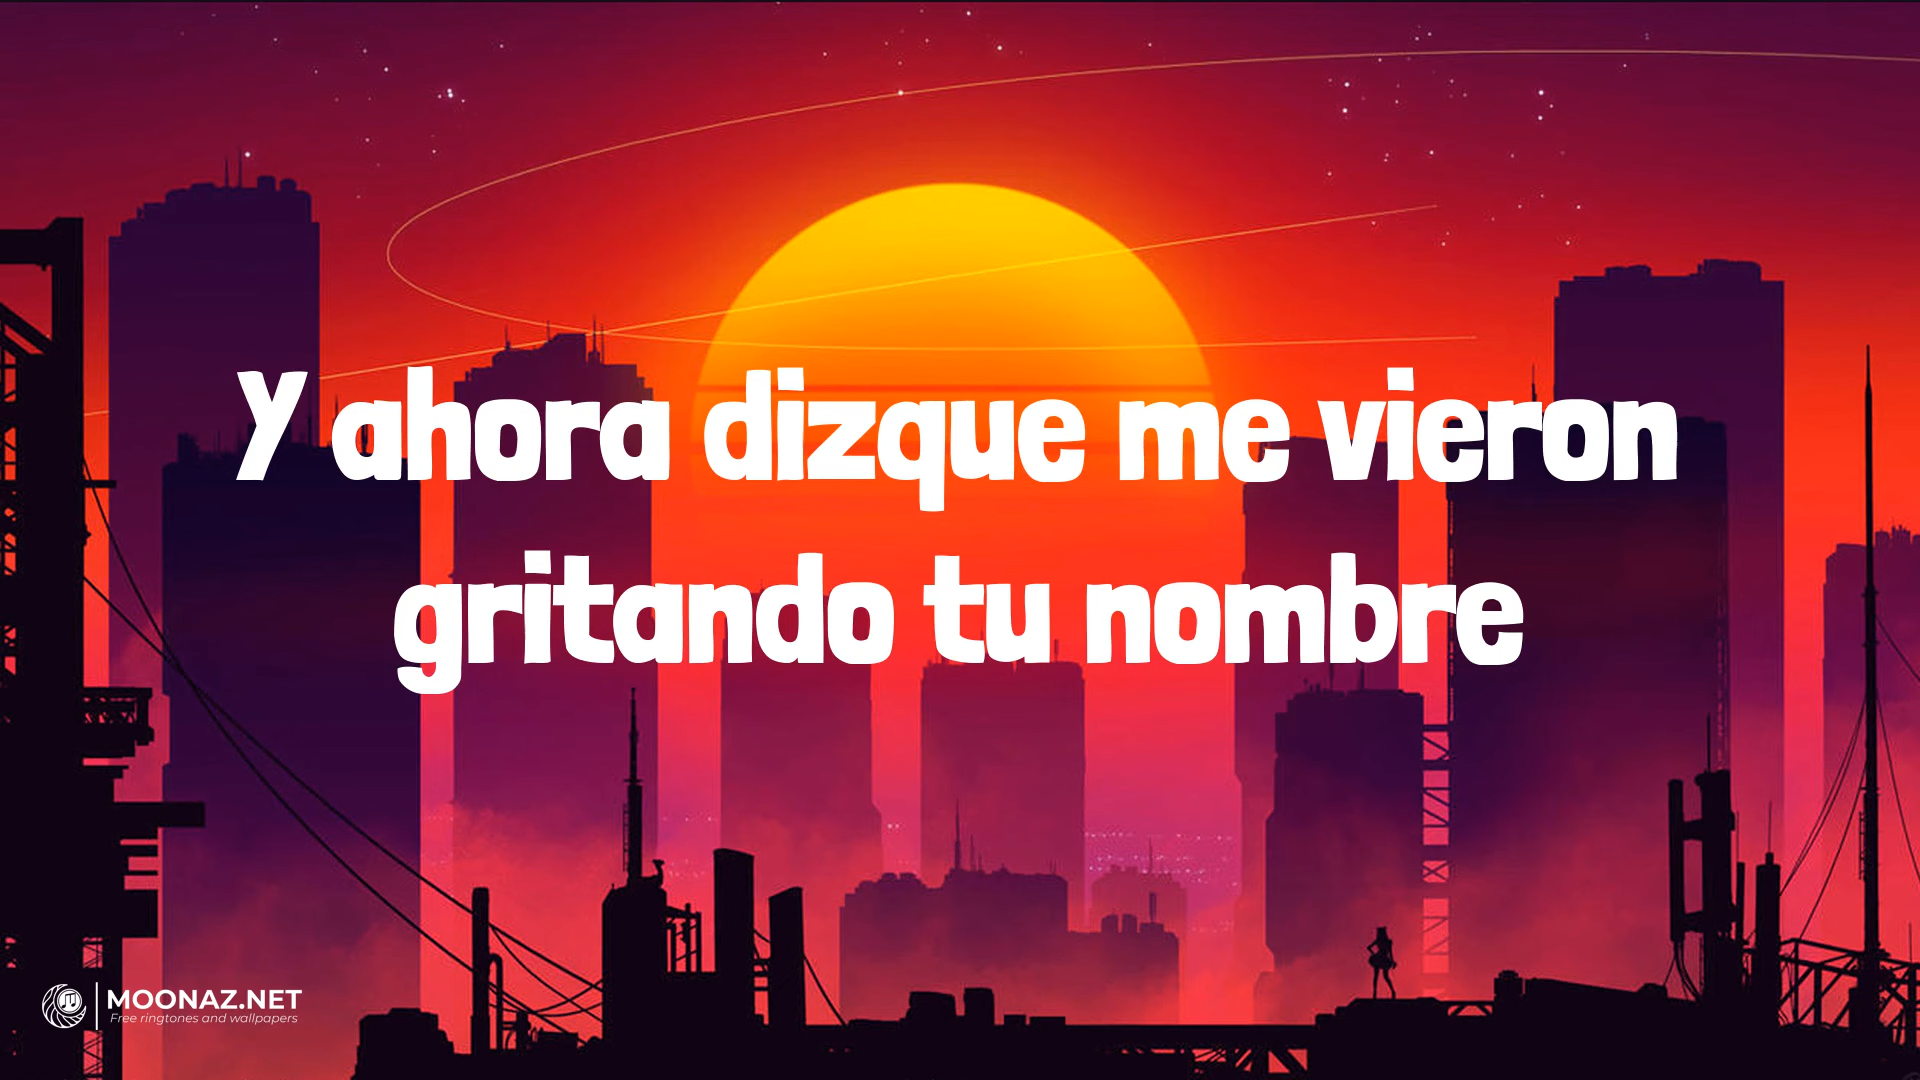 Y ahora dizque me vieron
gritando tu nombre
MOONAZ.NET
Free ringtones and wallpapers